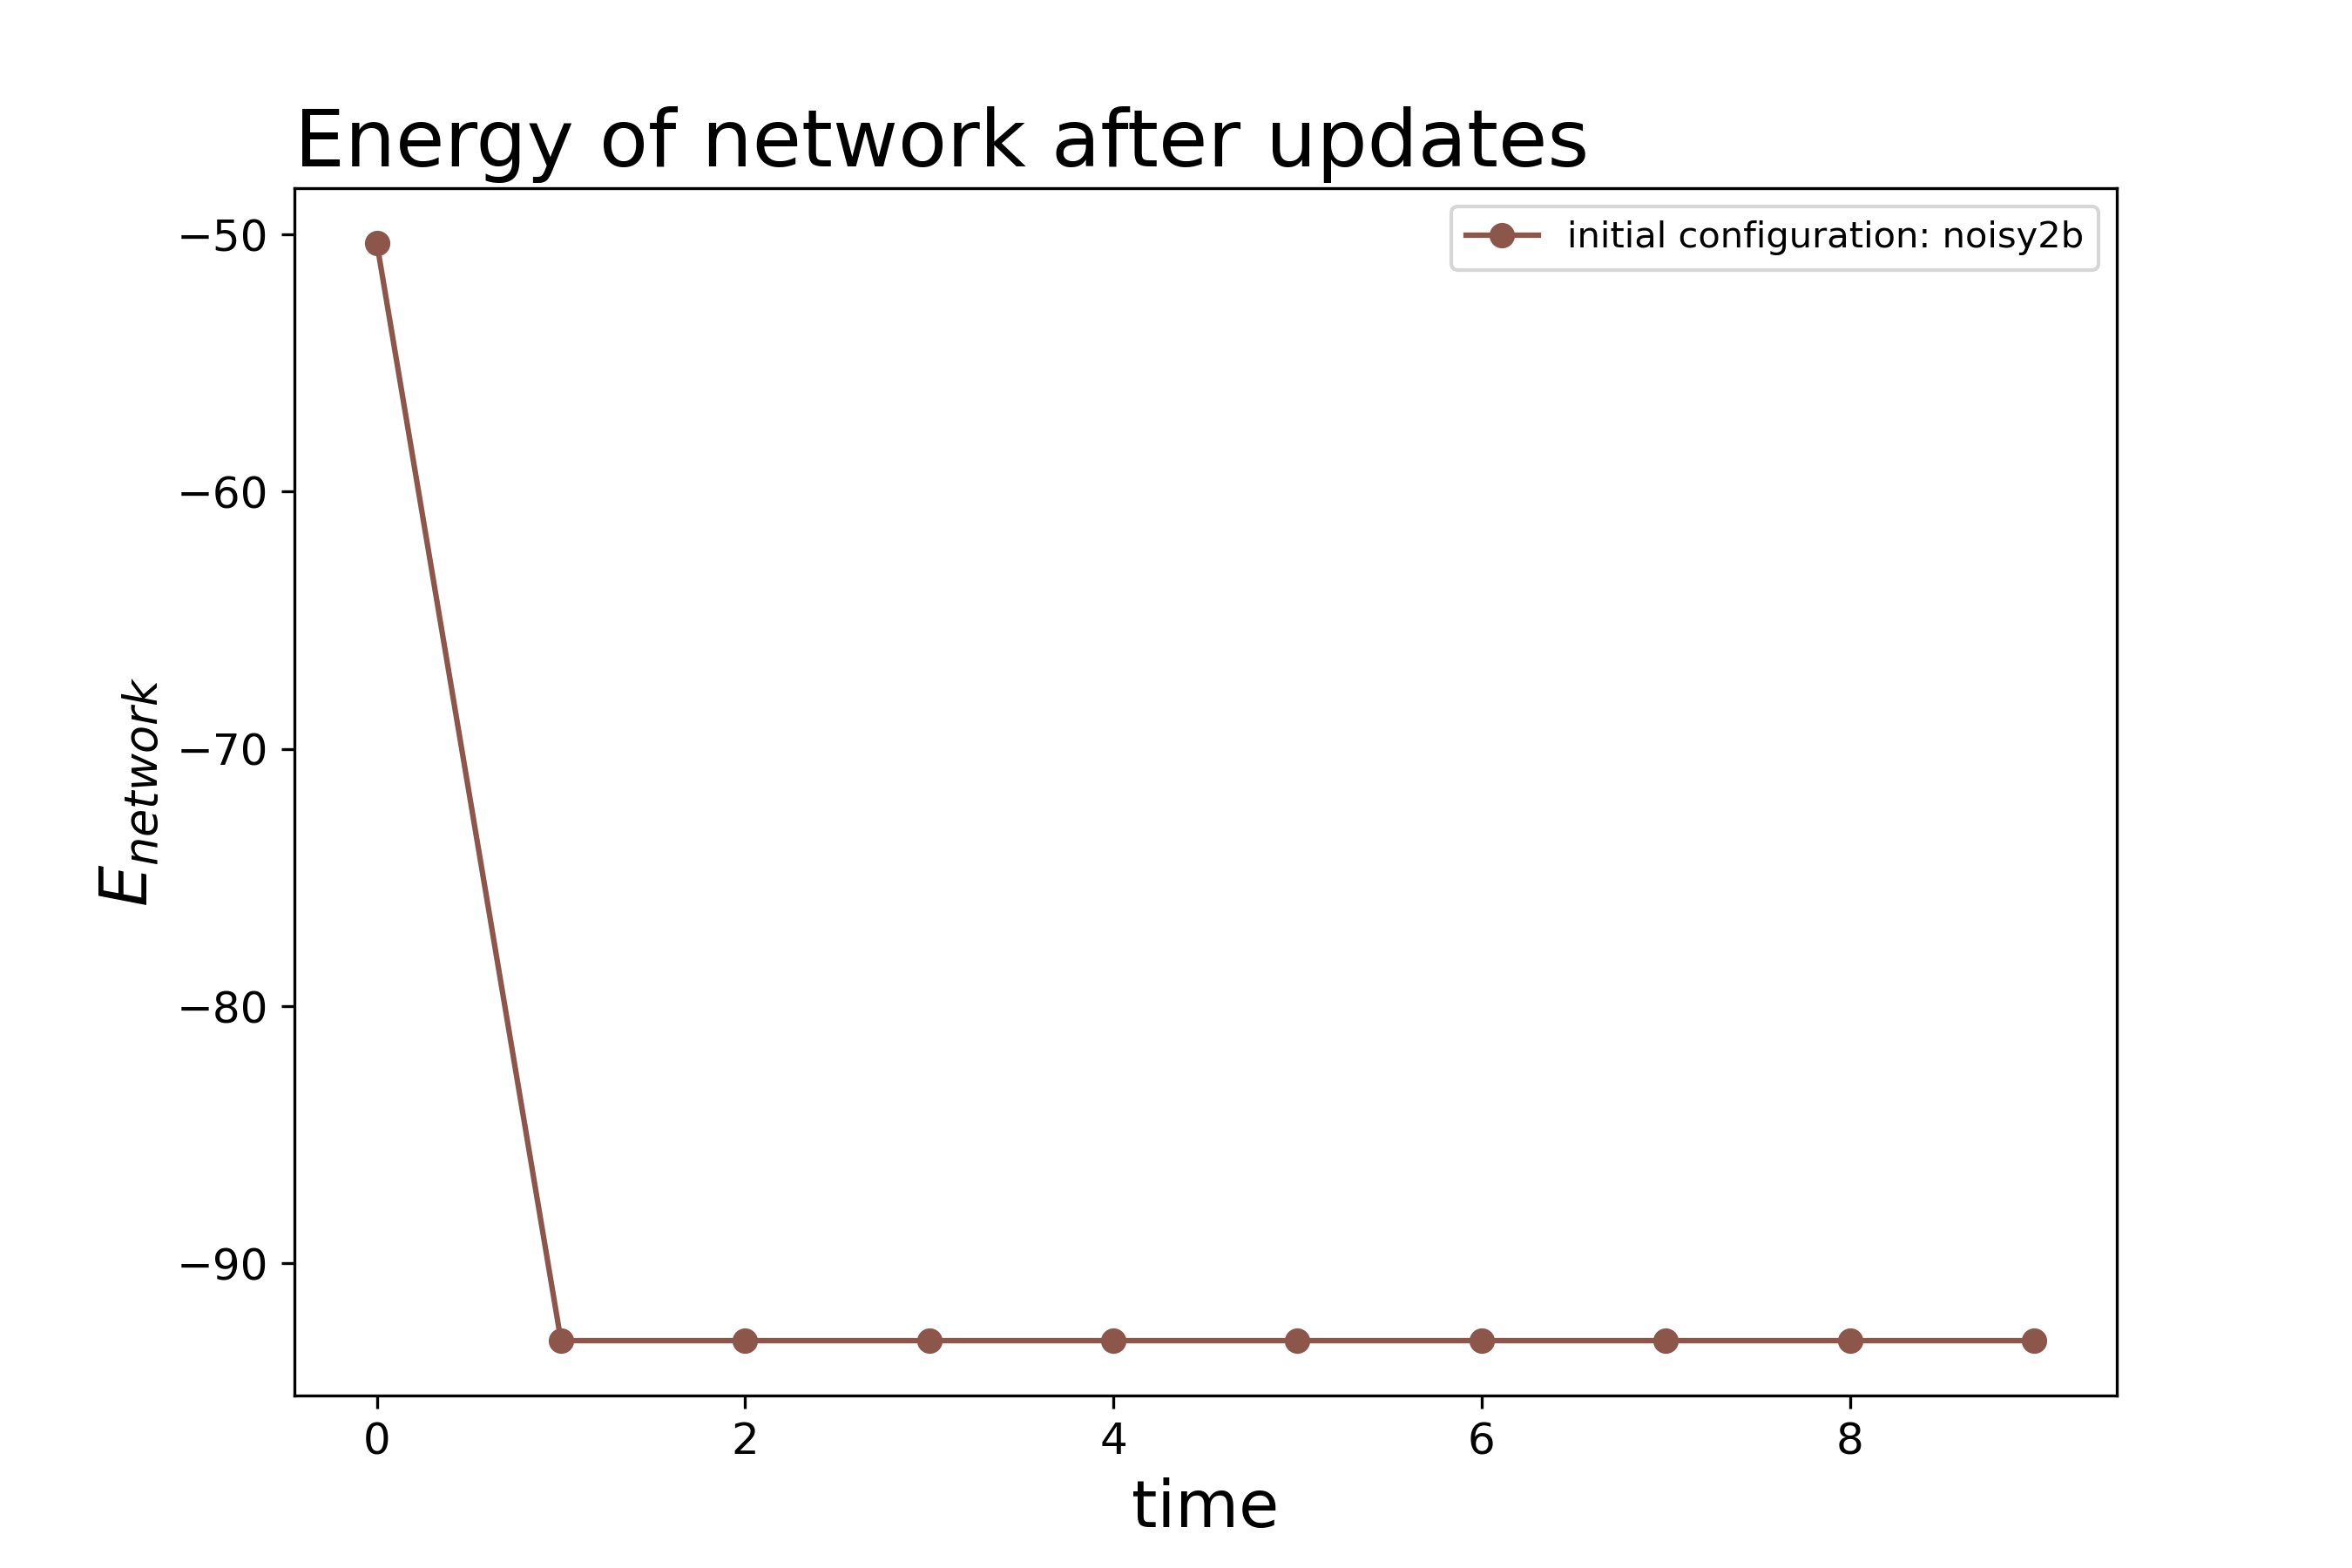 Energy of network after updates
initial configuration: noisy2b
−50
−60
−70
−80
−90
E_network
0 2 4 6 8
time